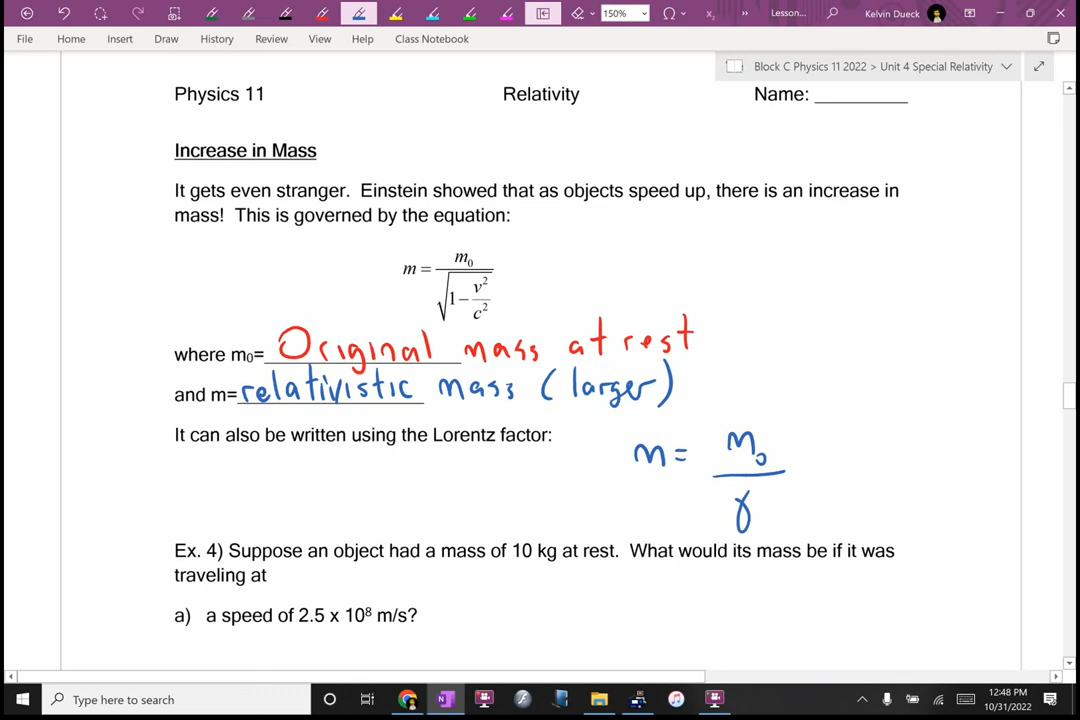 150%
Lesson...
Kelvin Dueck
File Home Insert Draw History Review View Help Class Notebook
Block C Physics 11 2022 > Unit 4 Special Relativity
Physics 11 Relativity Name: _________
Increase in Mass
It gets even stranger. Einstein showed that as objects speed up, there is an increase in
mass! This is governed by the equation:
m = m₀ / √(1 − v²/c²)
where m₀= Original mass at rest
and m= relativistic mass (larger)
It can also be written using the Lorentz factor:
m = m₀ / γ
Ex. 4) Suppose an object had a mass of 10 kg at rest. What would its mass be if it was
traveling at
a) a speed of 2.5 x 10⁸ m/s?
Type here to search
12:48 PM
10/31/2022